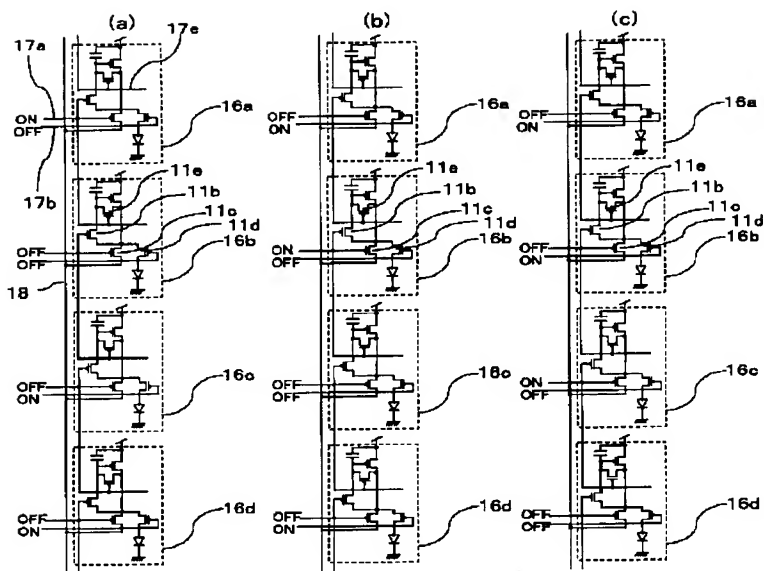 (a)
17a
17e
ON
OFF
16a
17b
11e
11b
11c
11d
OFF
OFF
16b
18
OFF
ON
16c
OFF
ON
16d
(b)
OFF
ON
16a
11e
11b
11c
11d
ON
OFF
16b
OFF
OFF
16c
OFF
ON
16d
(c)
OFF
ON
16a
11e
11b
11c
11d
OFF
ON
16b
ON
OFF
16c
OFF
OFF
16d